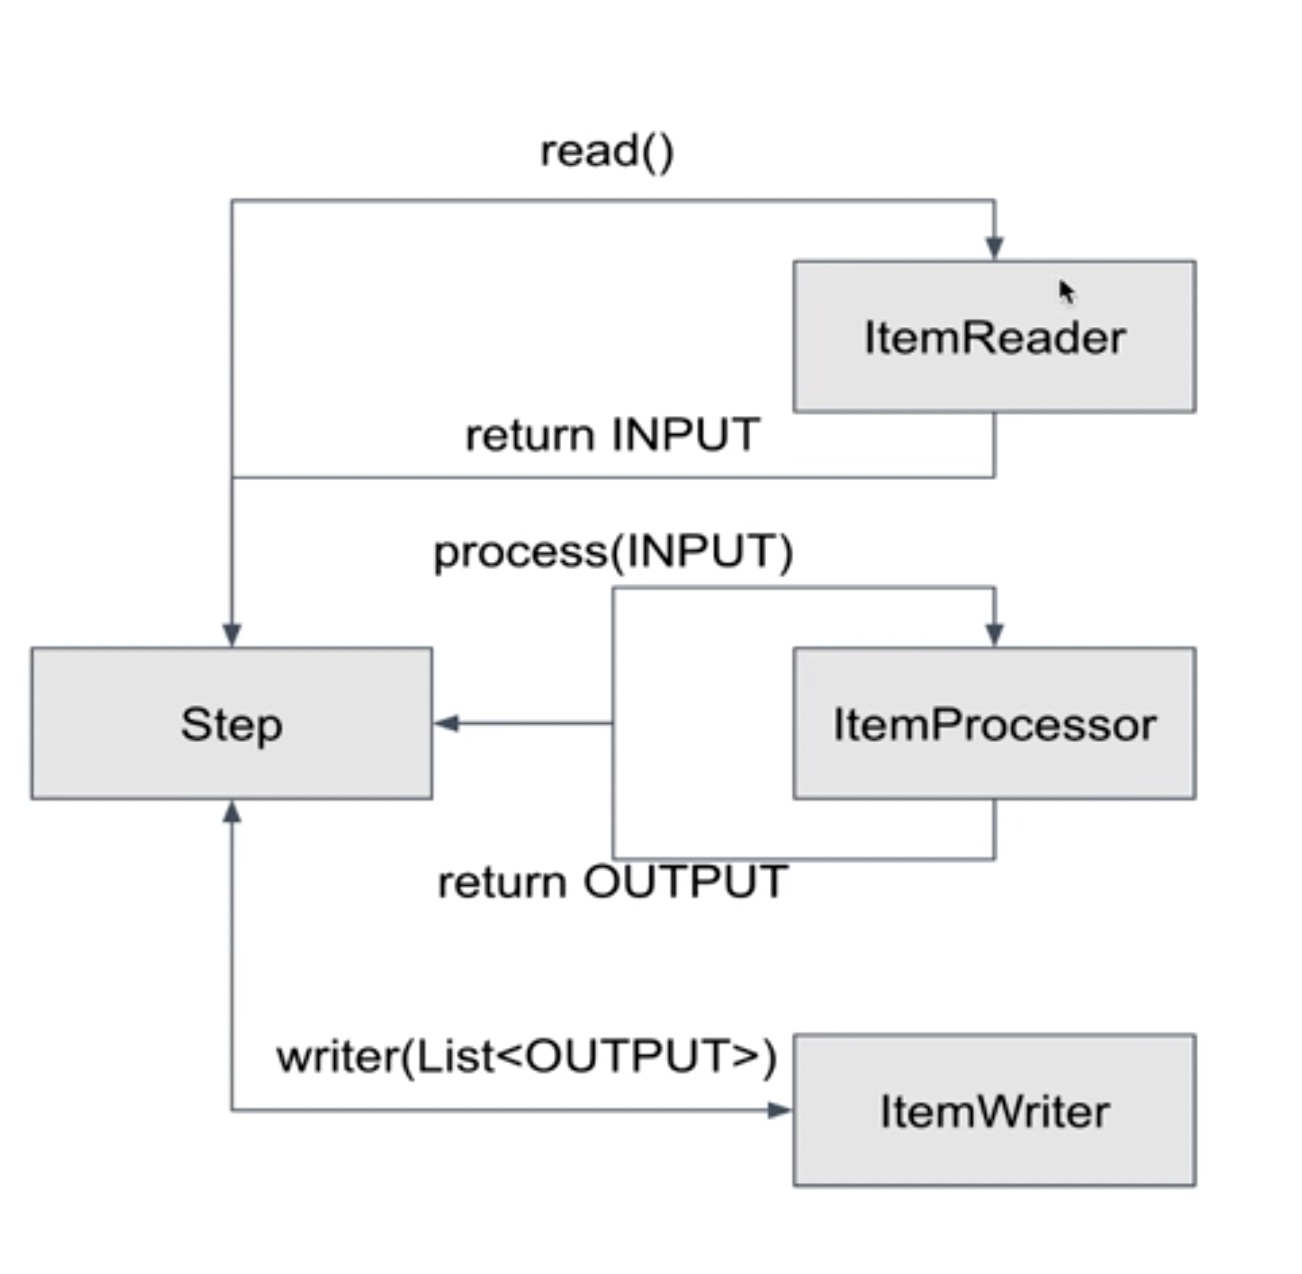 read()
ItemReader
return INPUT
process(INPUT)
Step
ItemProcessor
return OUTPUT
writer(List<OUTPUT>)
ItemWriter